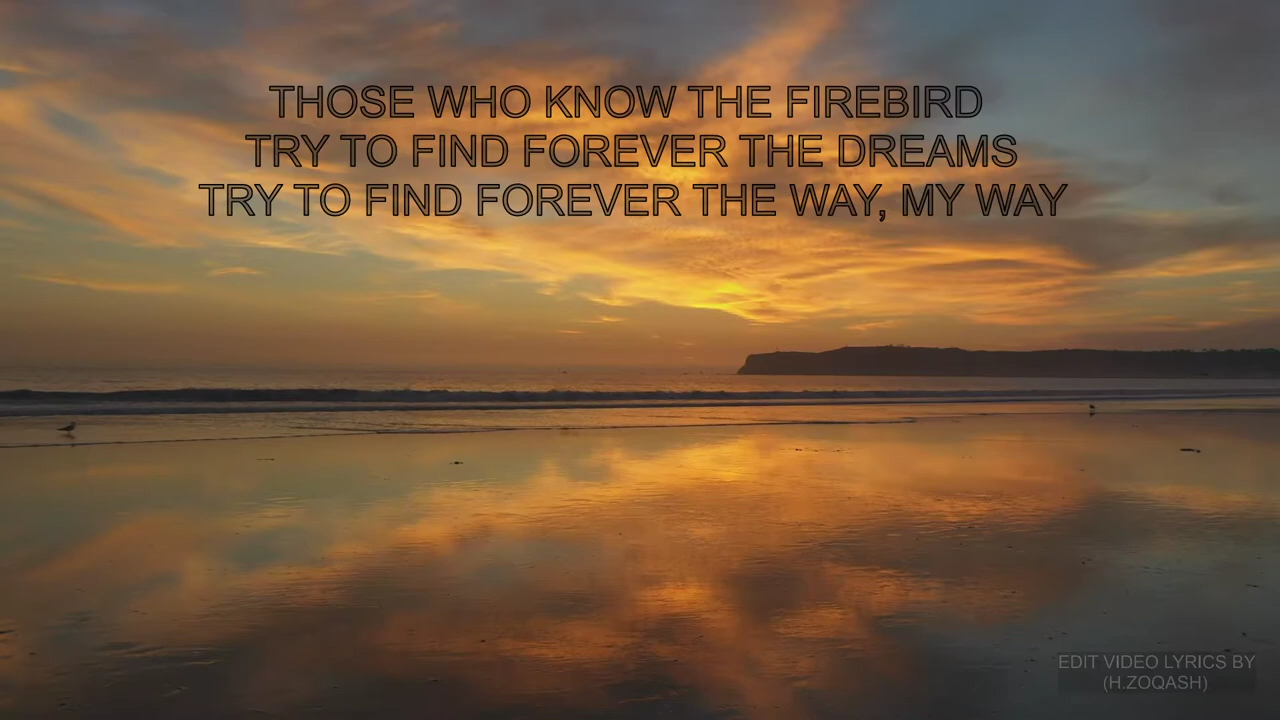 THOSE WHO KNOW THE FIREBIRD
TRY TO FIND FOREVER THE DREAMS
TRY TO FIND FOREVER THE WAY, MY WAY
EDIT VIDEO LYRICS BY
(H.ZOQASH)